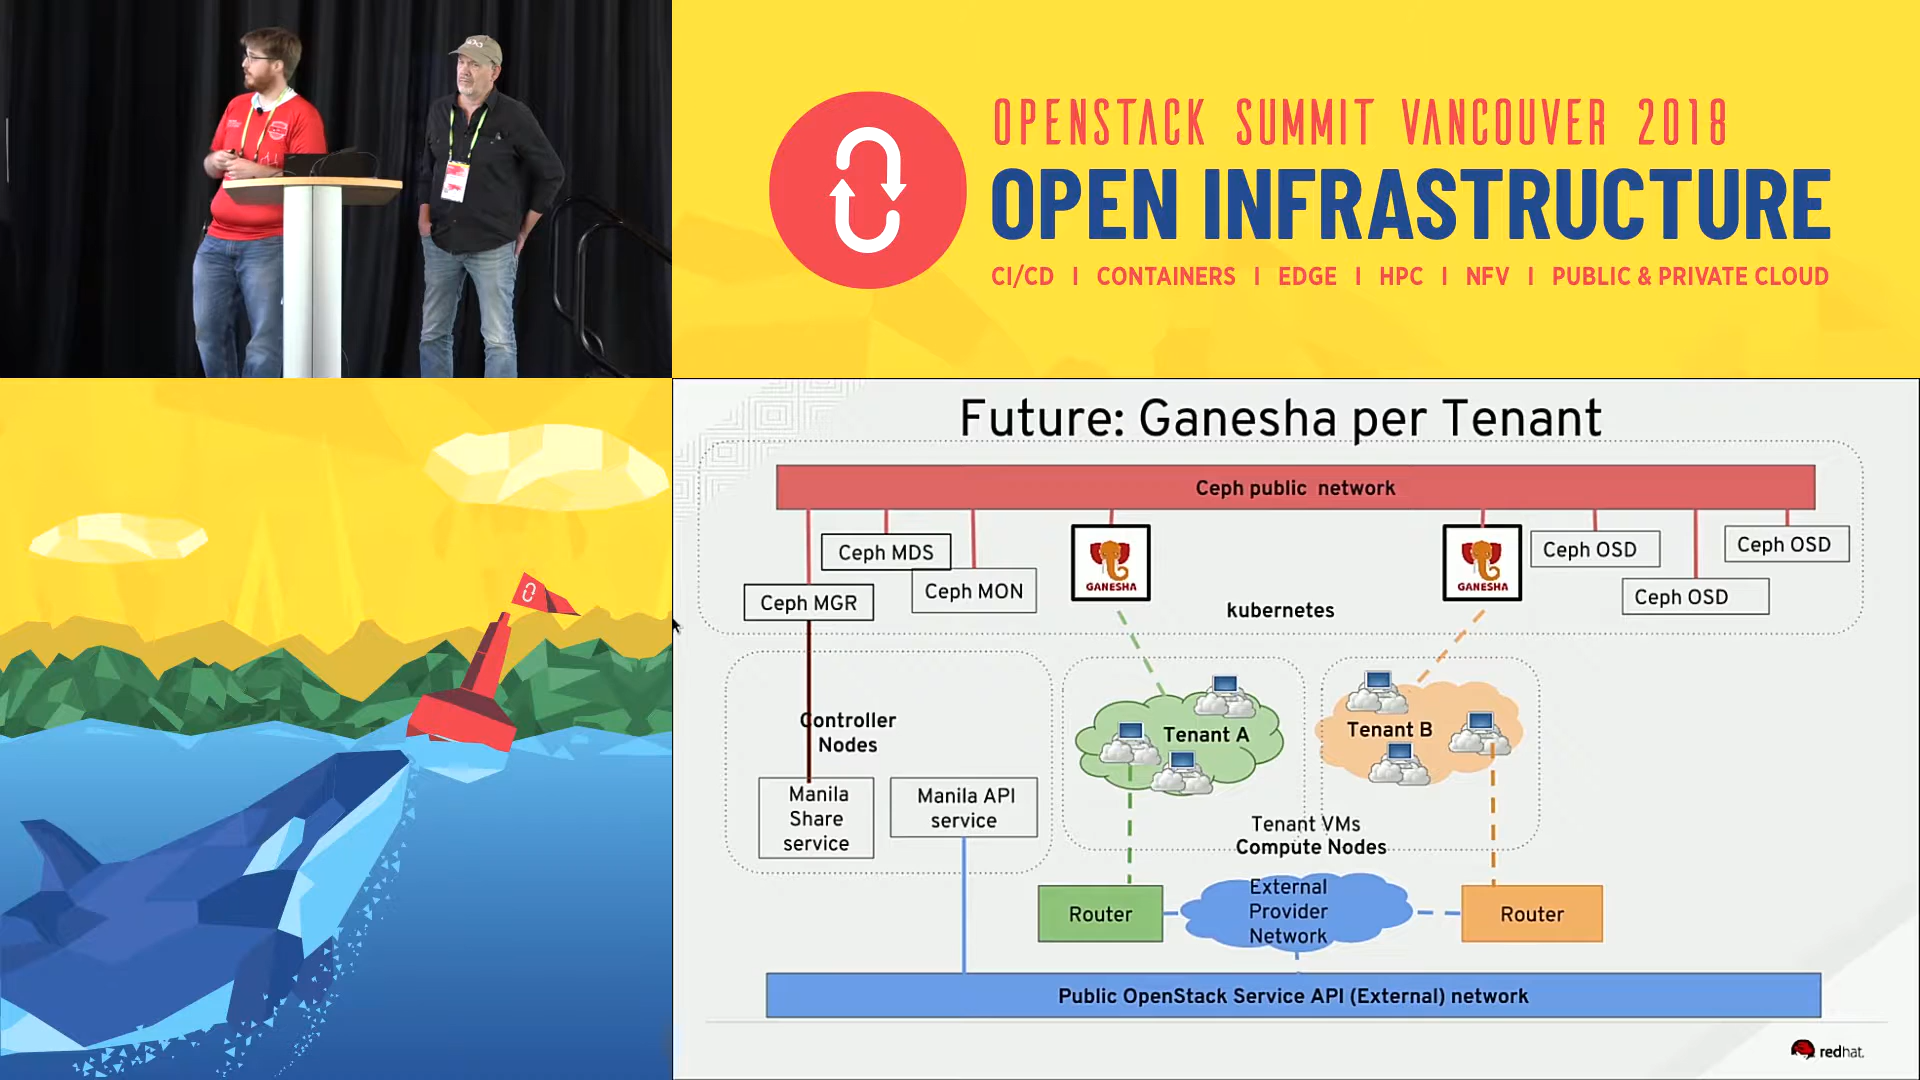 OPENSTACK SUMMIT VANCOUVER 2018
OPEN INFRASTRUCTURE
CI/CD | CONTAINERS | EDGE | HPC | NFV | PUBLIC & PRIVATE CLOUD
Future: Ganesha per Tenant
Ceph public network
Ceph MDS
Ceph MON
Ceph MGR
GANESHA
GANESHA
Ceph OSD
Ceph OSD
Ceph OSD
kubernetes
Controller
Nodes
Manila
Share
service
Manila API
service
Tenant A
Tenant B
Tenant VMs
Compute Nodes
Router
External
Provider
Network
Router
Public OpenStack Service API (External) network
redhat.